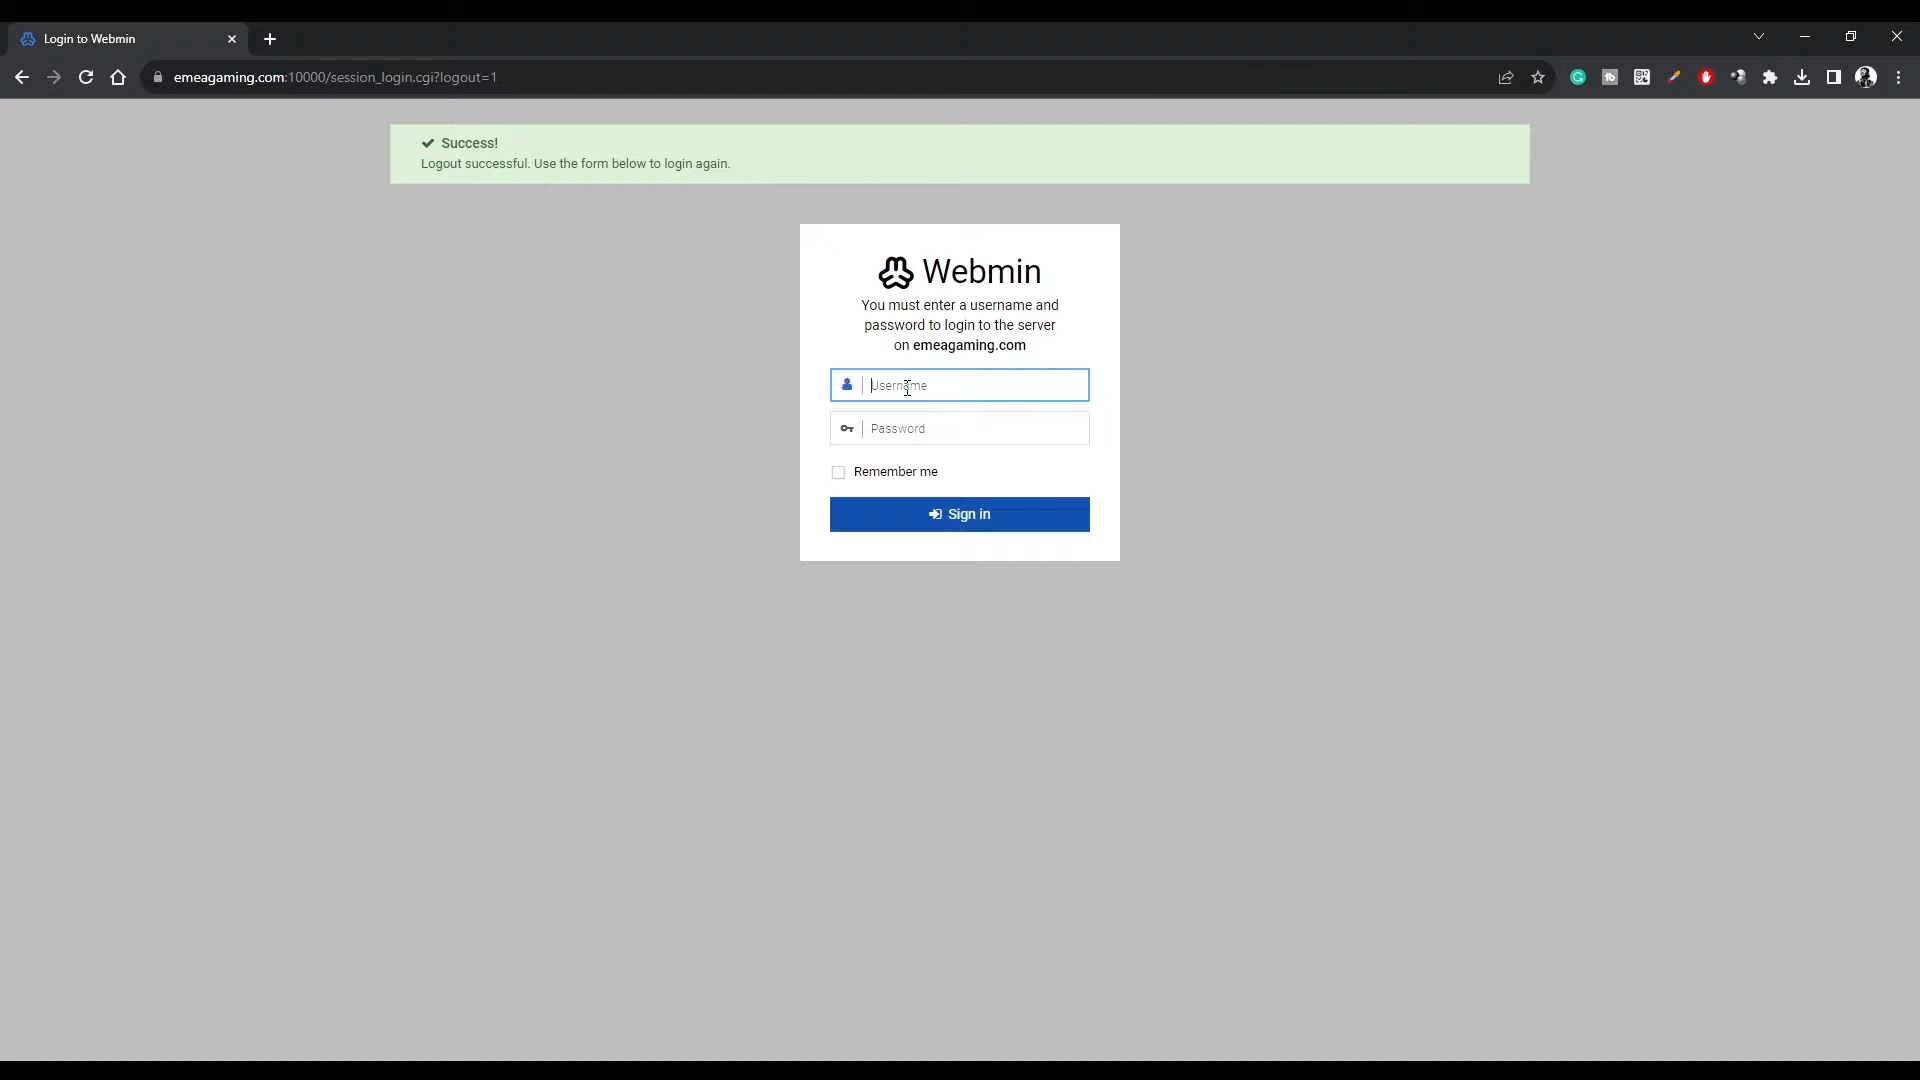 Login to Webmin
emeagaming.com:10000/session_login.cgi?logout=1
Success!
Logout successful. Use the form below to login again.
Webmin
You must enter a username and
password to login to the server
on emeagaming.com
Username
Password
Remember me
Sign in